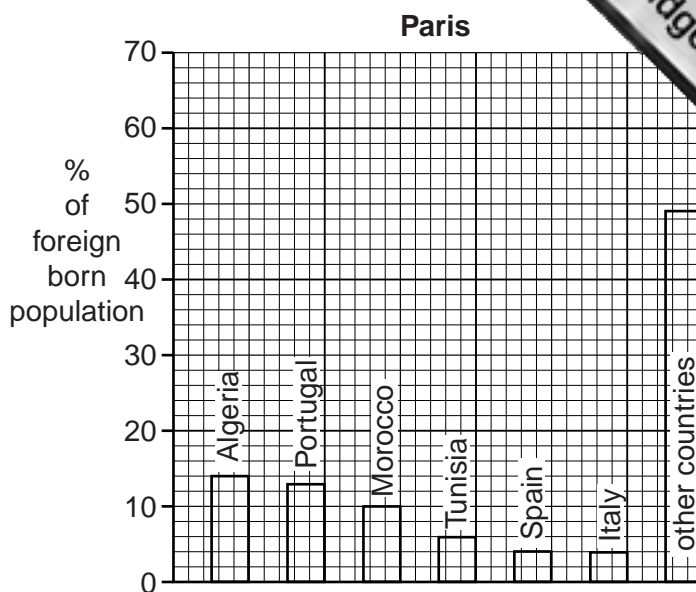 Paris
70
60
50
40
30
20
10
0
%
of
foreign
born
population
Algeria
Portugal
Morocco
Tunisia
Spain
Italy
other countries